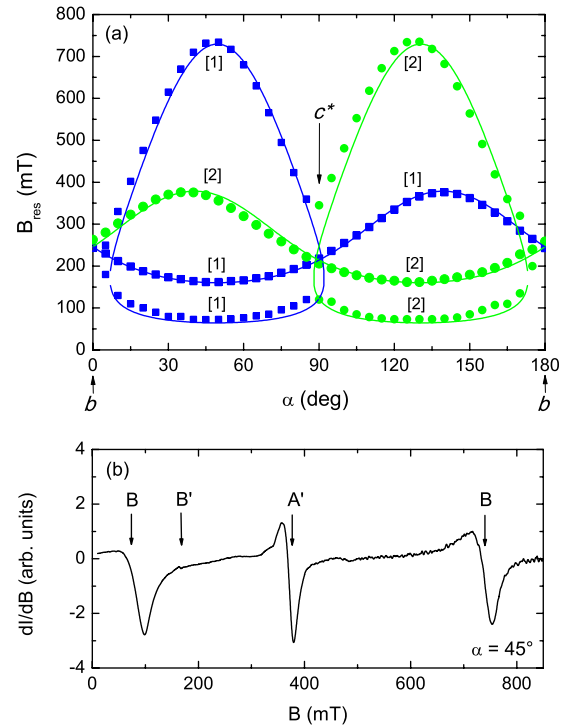 (a)
800
700
600
500
400
300
200
100
0
B_res (mT)
[1]
[2]
c*
[2]
[1]
[1]
[2]
[1]
[2]
0 30 60 90 120 150 180
b α (deg) b
(b)
4
2
0
-2
-4
dI/dB (arb. units)
B B' A' B
α = 45°
0 200 400 600 800
B (mT)